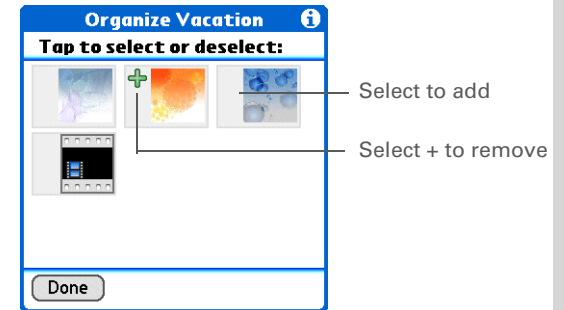 Organize Vacation i
Tap to select or deselect:
Select to add
Select + to remove
Done